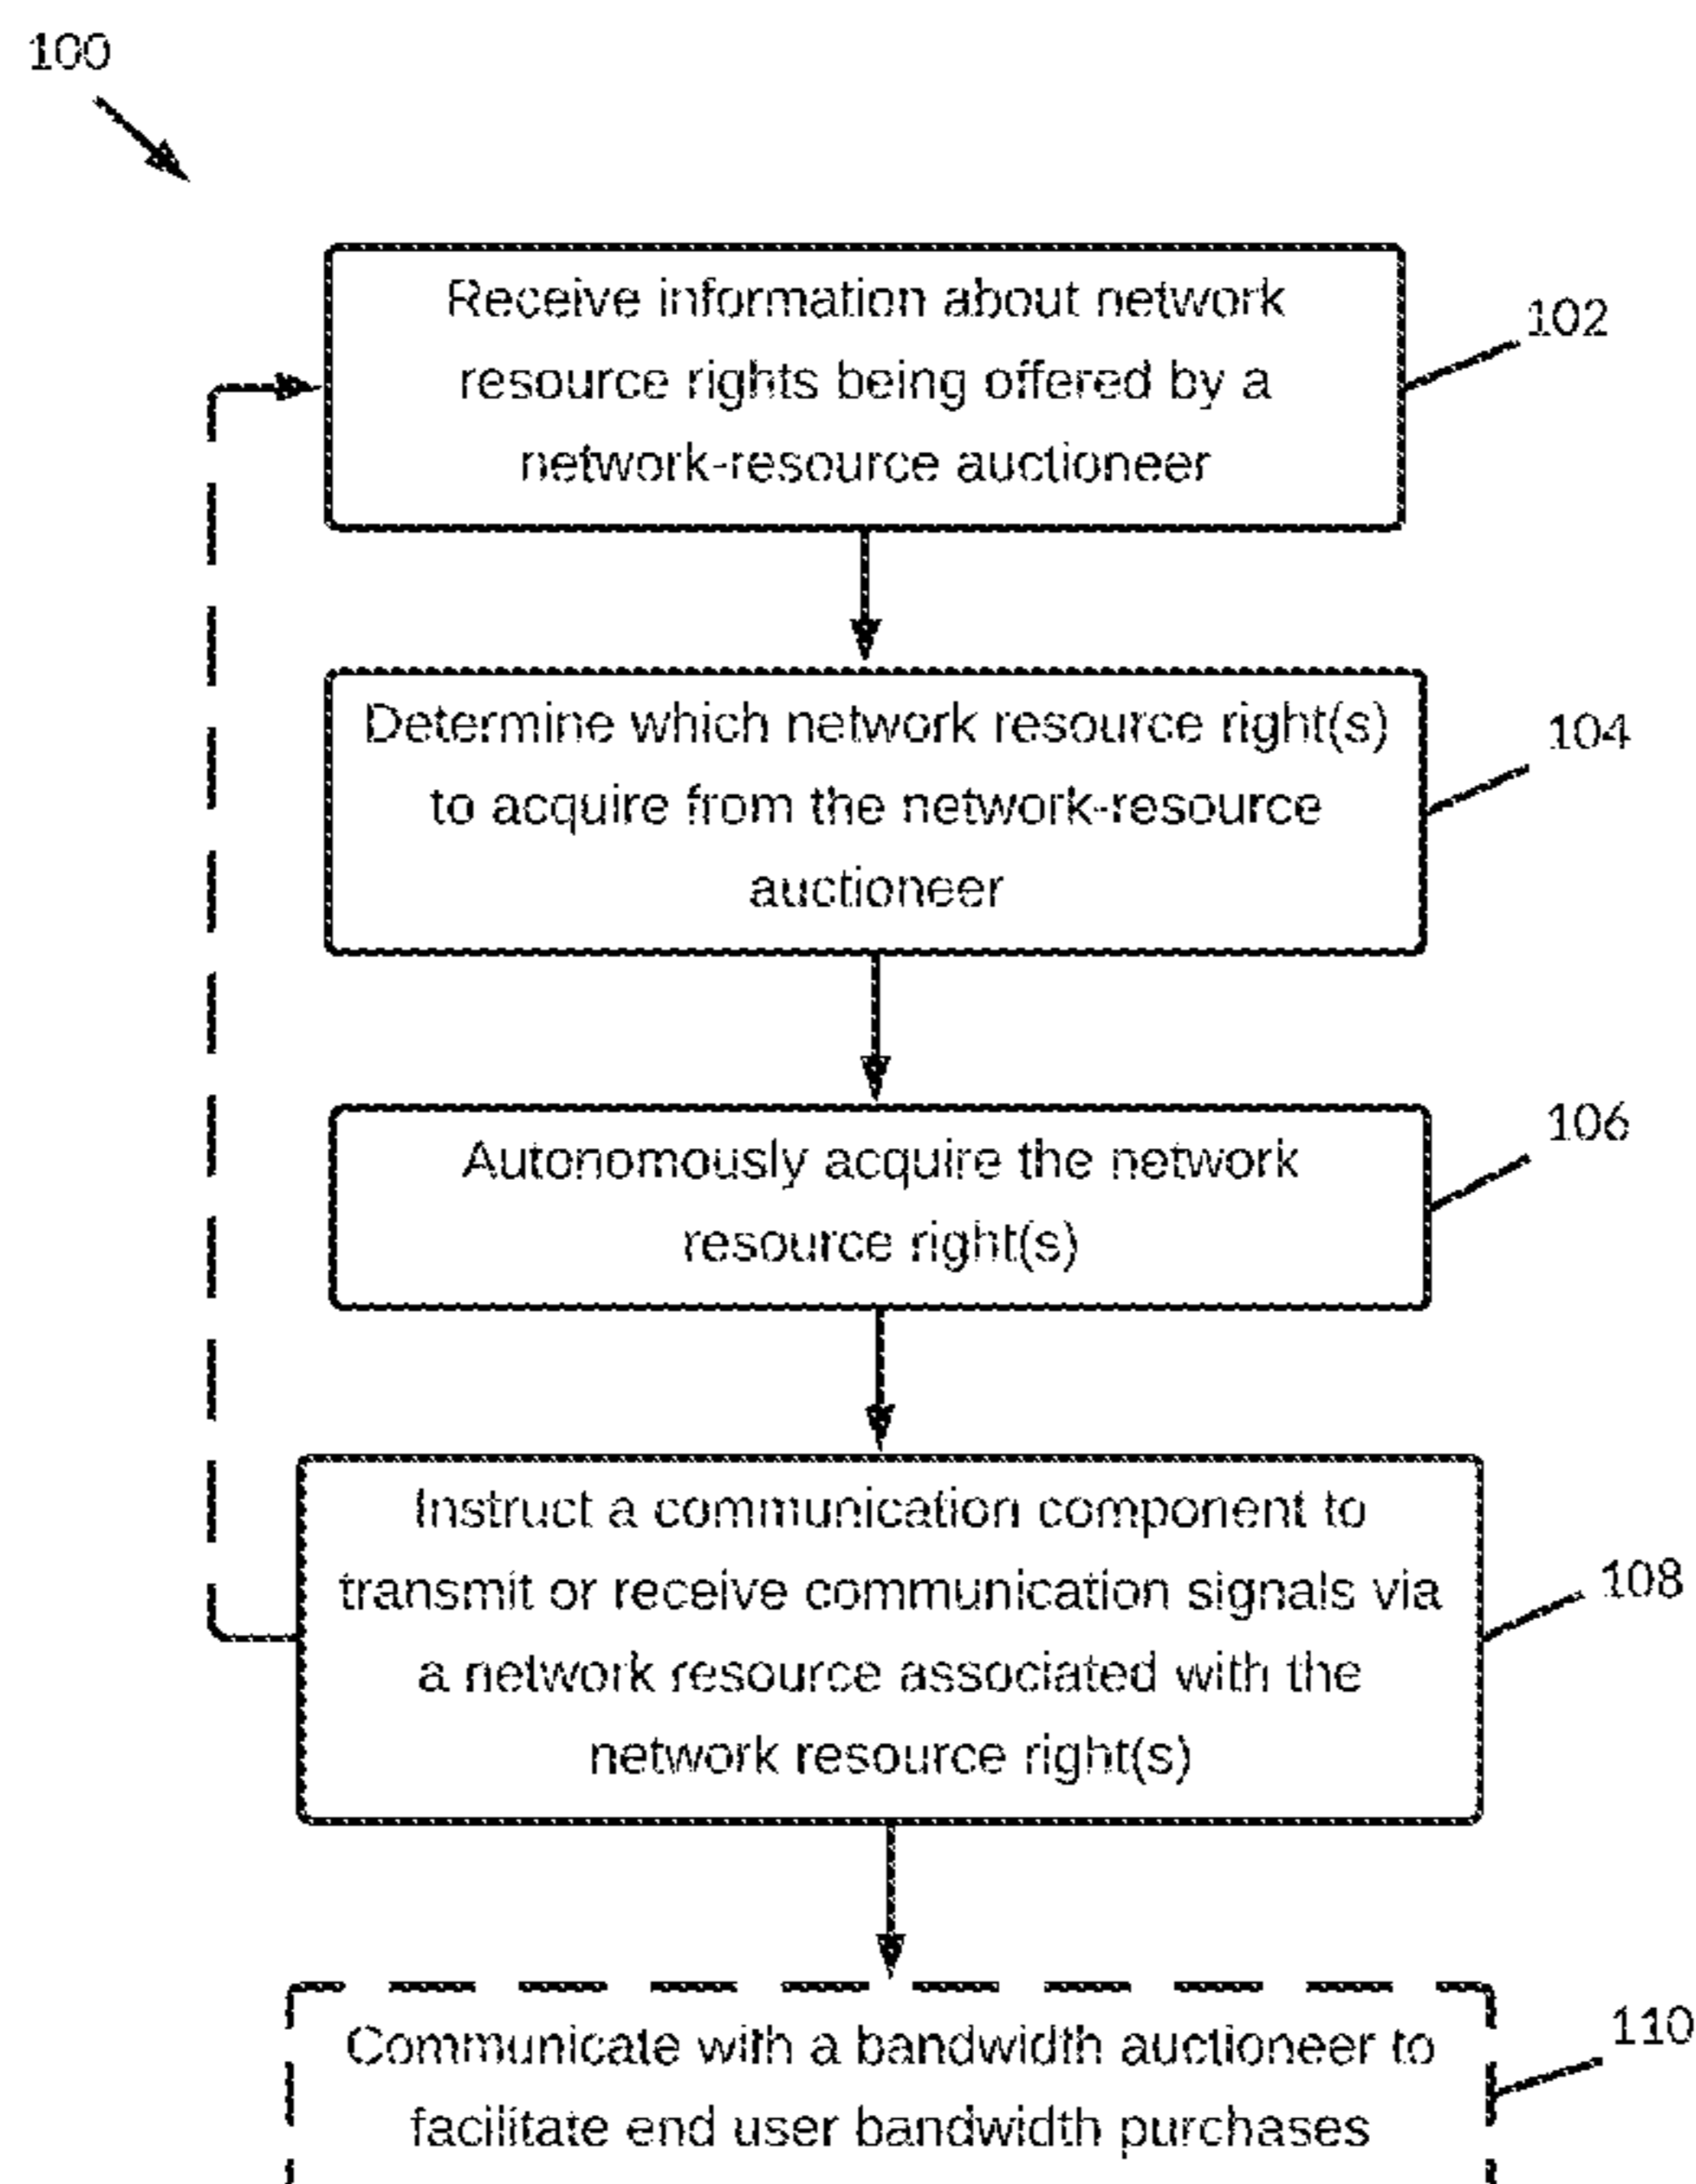 100
Receive information about network
resource rights being offered by a
network-resource auctioneer
102
Determine which network resource right(s)
to acquire from the network-resource
auctioneer
104
Autonomously acquire the network
resource right(s)
106
Instruct a communication component to
transmit or receive communication signals via
a network resource associated with the
network resource right(s)
108
Communicate with a bandwidth auctioneer to
facilitate end user bandwidth purchases
110